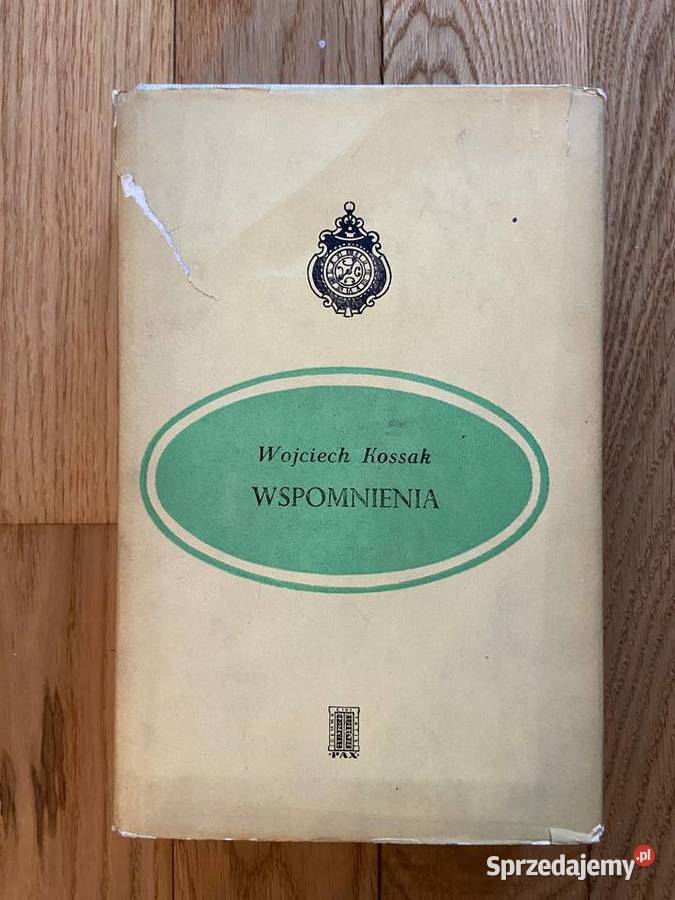 Wojciech Kossak
WSPOMNIENIA
PAX
Sprzedajemy.pl